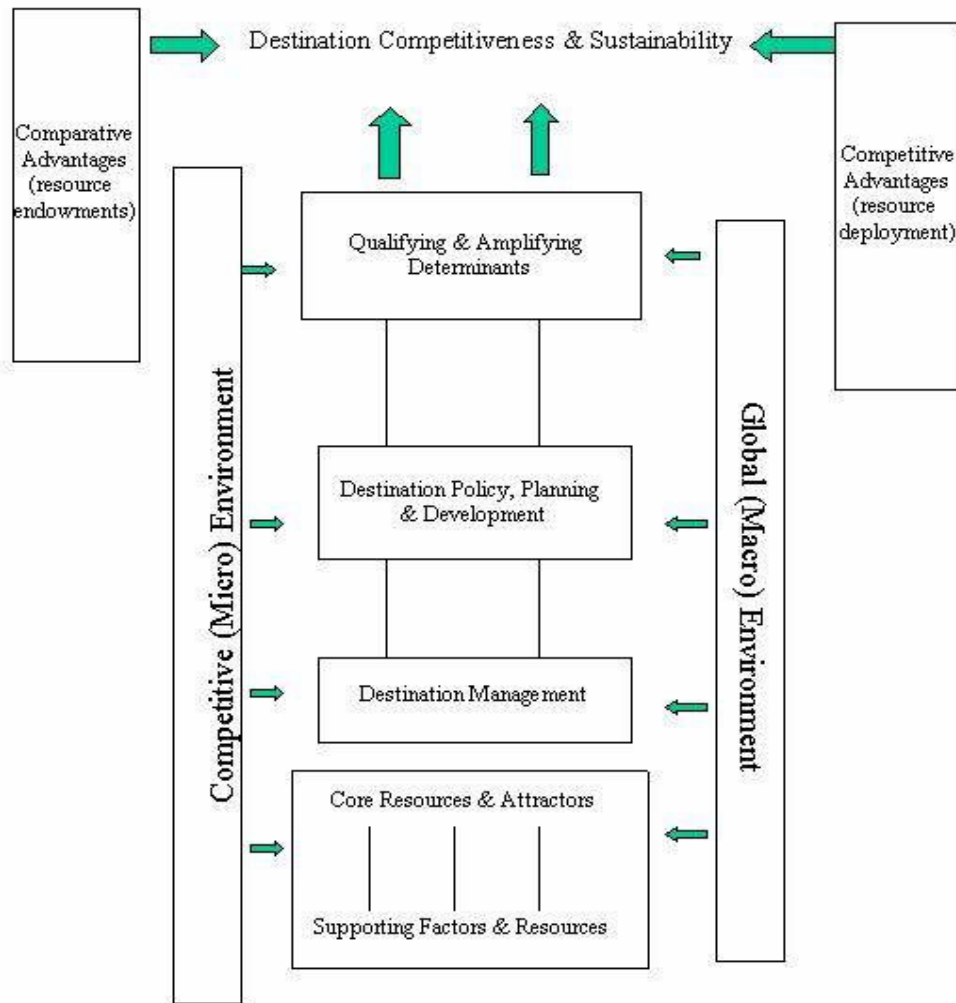 Destination Competitiveness & Sustainability
Comparative
Advantages
(resource
endowments)
Competitive
Advantages
(resource
deployment)
Qualifying & Amplifying
Determinants
Competitive (Micro) Environment
Global (Macro) Environment
Destination Policy, Planning
& Development
Destination Management
Core Resources & Attractors
Supporting Factors & Resources